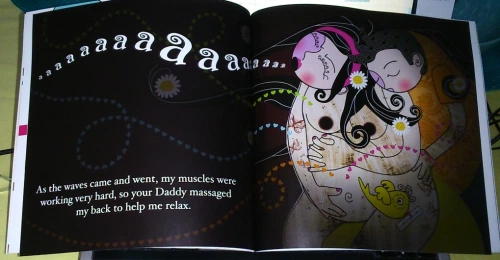 aaaaaaaaaaaaaaaa
As the waves came and went, my muscles were
working very hard, so your Daddy massaged
my back to help me relax.